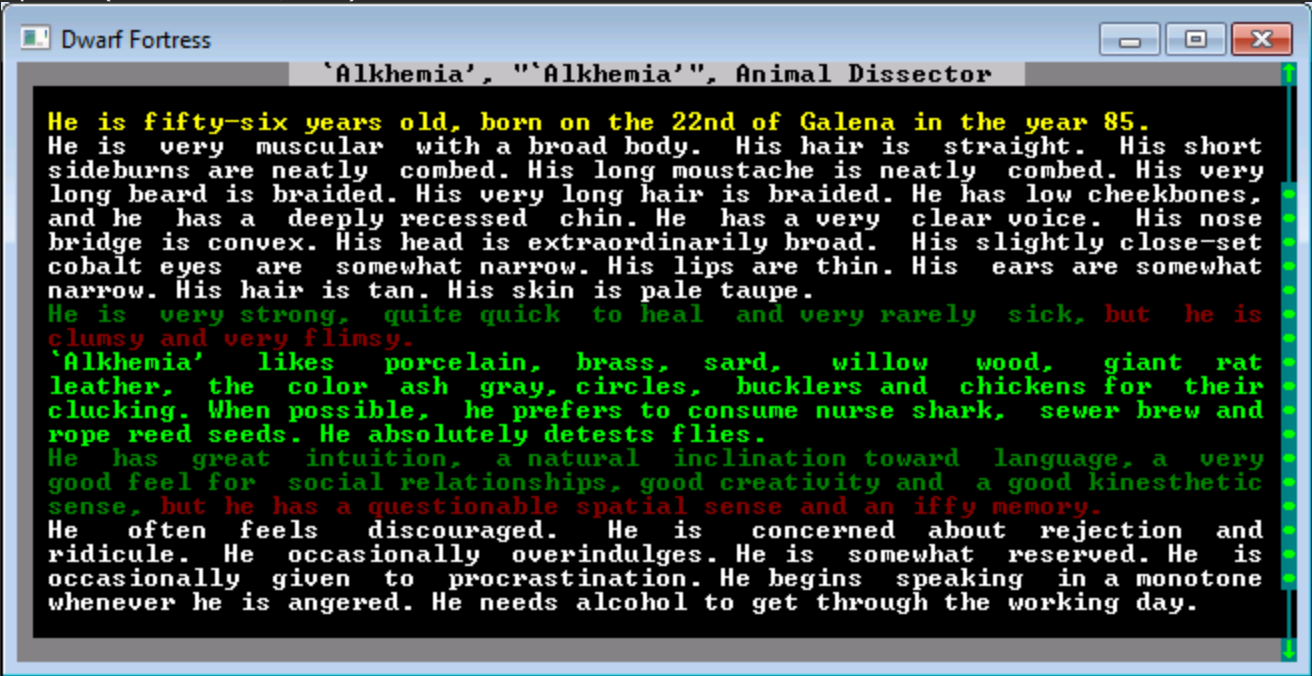 Dwarf Fortress
`Alkhemia', "`Alkhemia'", Animal Dissector
He is fifty-six years old, born on the 22nd of Galena in the year 85.
He is very muscular with a broad body. His hair is straight. His short
sideburns are neatly combed. His long moustache is neatly combed. His very
long beard is braided. His very long hair is braided. He has low cheekbones,
and he has a deeply recessed chin. He has a very clear voice. His nose
bridge is convex. His head is extraordinarily broad. His slightly close-set
cobalt eyes are somewhat narrow. His lips are thin. His ears are somewhat
narrow. His hair is tan. His skin is pale taupe.
He is very strong, quite quick to heal and very rarely sick, but he is
clumsy and very flimsy.
`Alkhemia' likes porcelain, brass, sard, willow wood, giant rat
leather, the color ash gray, circles, bucklers and chickens for their
clucking. When possible, he prefers to consume nurse shark, sewer brew and
rope reed seeds. He absolutely detests flies.
He has great intuition, a natural inclination toward language, a very
good feel for social relationships, good creativity and a good kinesthetic
sense, but he has a questionable spatial sense and an iffy memory.
He often feels discouraged. He is concerned about rejection and
ridicule. He occasionally overindulges. He is somewhat reserved. He is
occasionally given to procrastination. He begins speaking in a monotone
whenever he is angered. He needs alcohol to get through the working day.